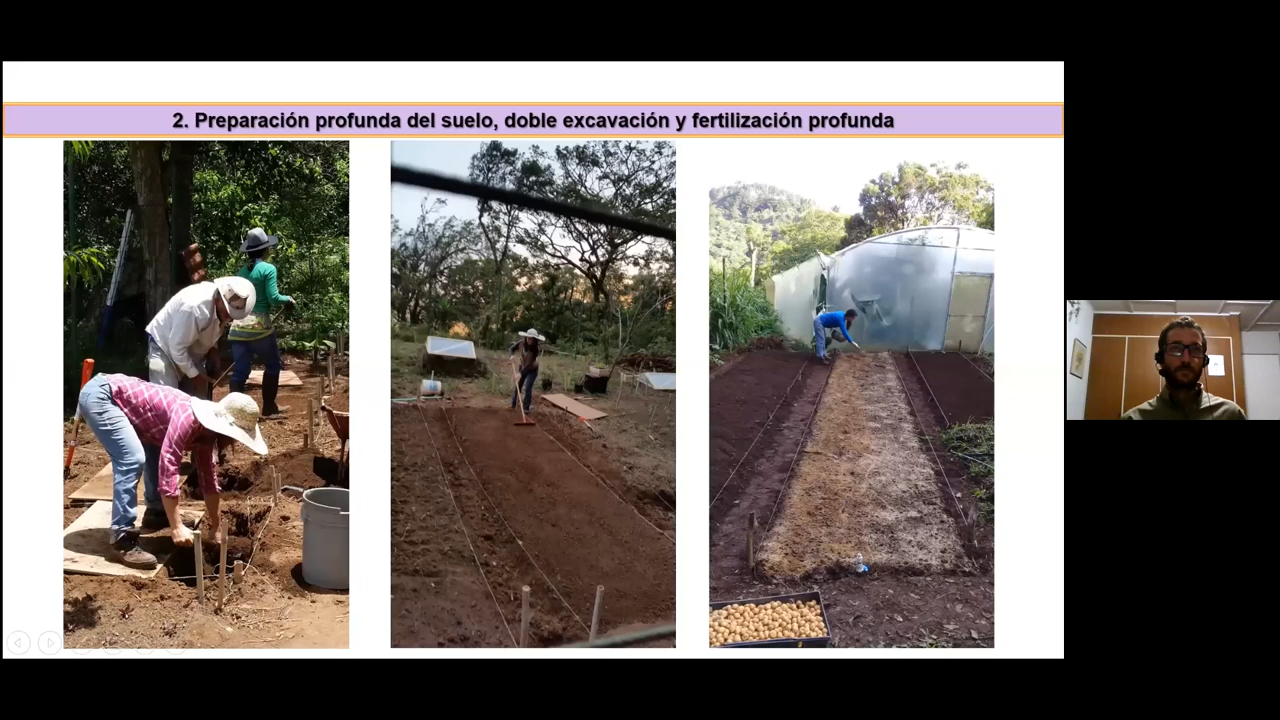 2. Preparación profunda del suelo, doble excavación y fertilización profunda